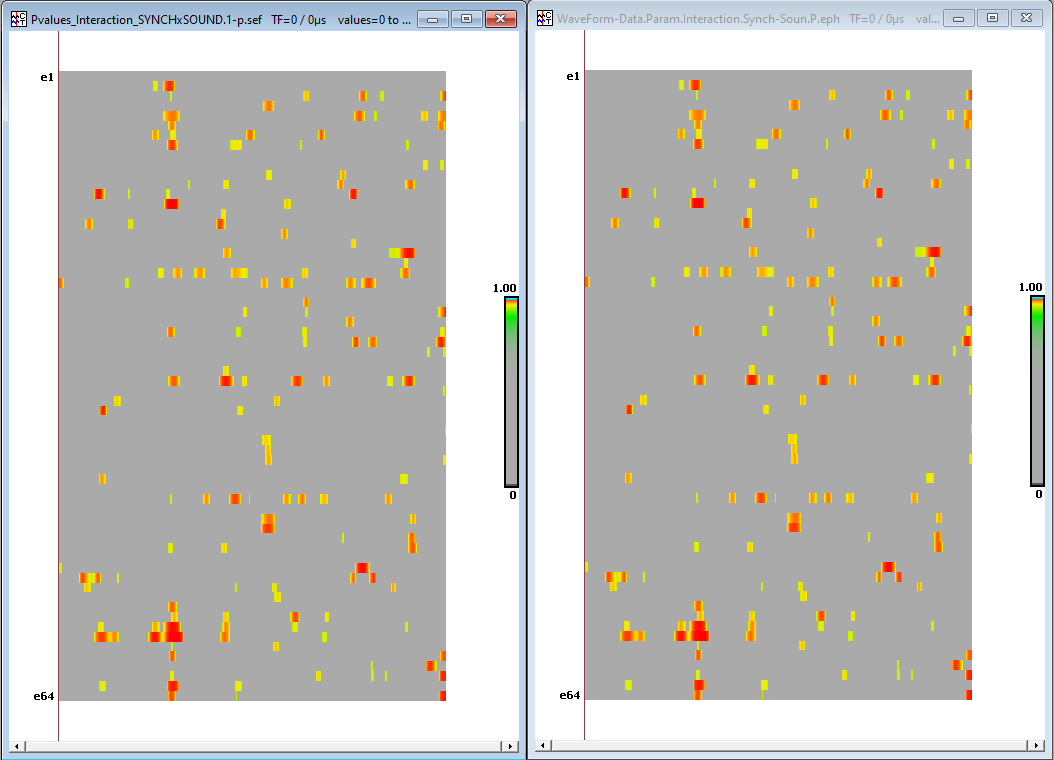 Pvalues_Interaction_SYNCHxSOUND.1-p.sef TF=0 / 0µs values=0 to ...
e1
1.00
0
e64
WaveForm-Data.Param.Interaction.Synch-Soun.P.eph TF=0 / 0µs val...
e1
1.00
0
e64